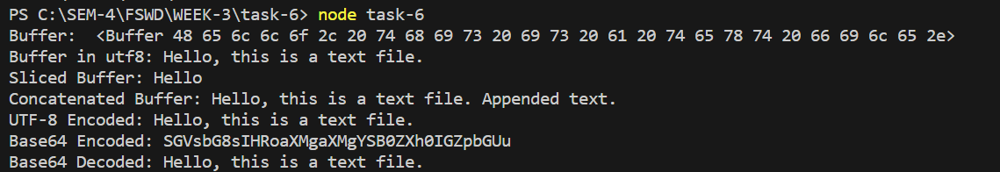 PS C:\SEM-4\FSWD\WEEK-3\task-6> node task-6
Buffer:  <Buffer 48 65 6c 6c 6f 2c 20 74 68 69 73 20 69 73 20 61 20 74 65 78 74 20 66 69 6c 65 2e>
Buffer in utf8: Hello, this is a text file.
Sliced Buffer: Hello
Concatenated Buffer: Hello, this is a text file. Appended text.
UTF-8 Encoded: Hello, this is a text file.
Base64 Encoded: SGVsbG8sIHRoaXMgaXMgYSB0ZXh0IGZpbGUu
Base64 Decoded: Hello, this is a text file.